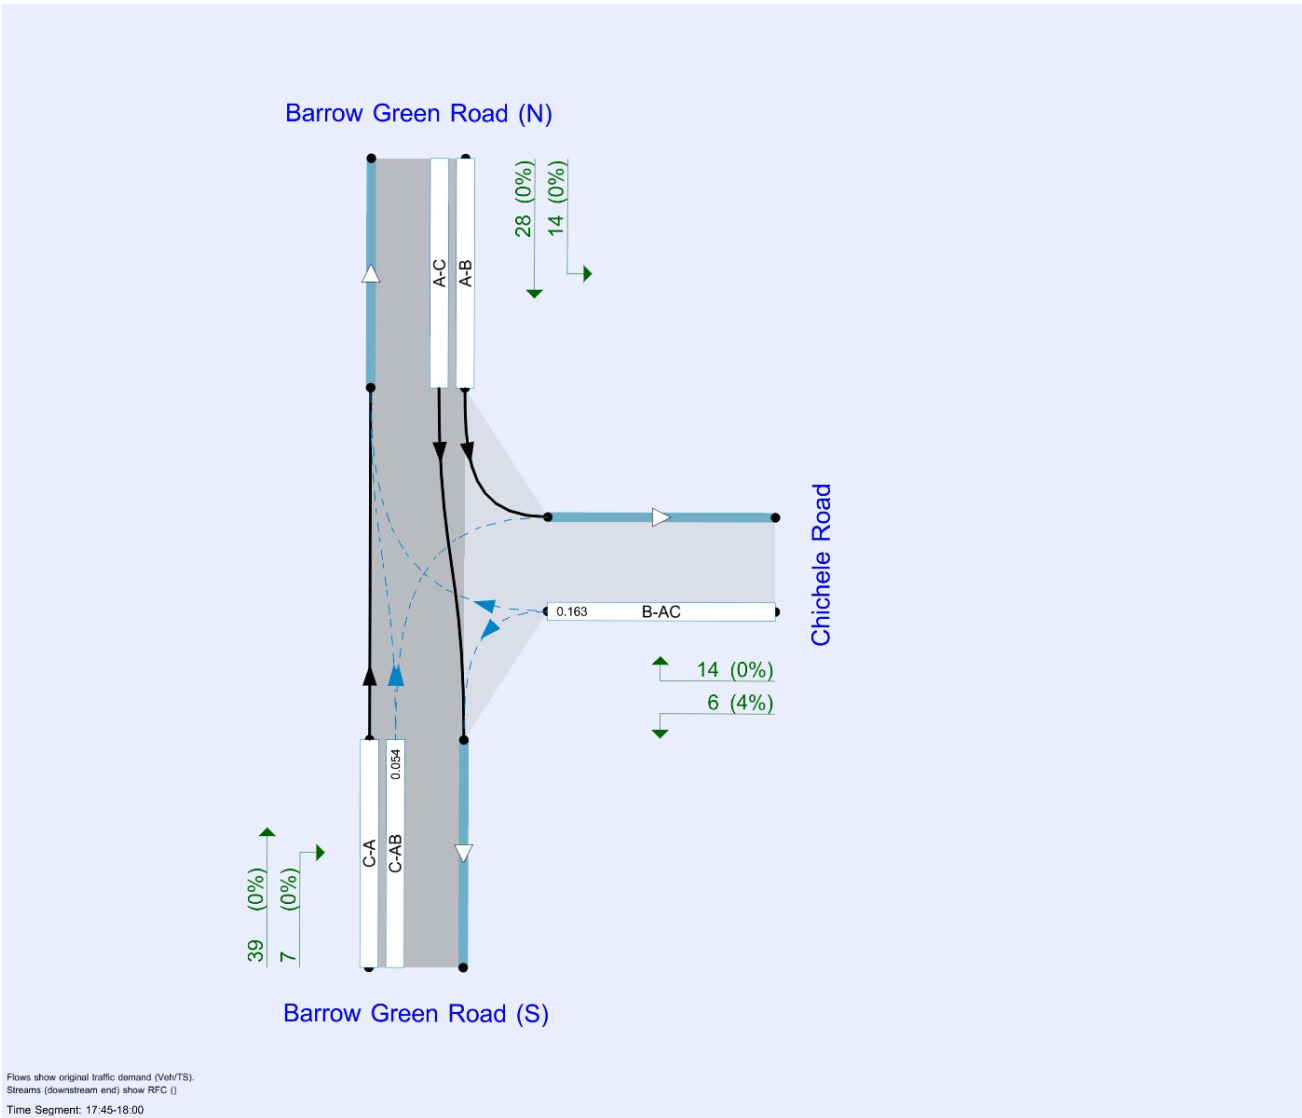 Barrow Green Road (N)
28 (0%)
14 (0%)
A-C
A-B
Chichele Road
0.163 B-AC
14 (0%)
6 (4%)
0.054
C-A
C-AB
39 (0%)
7 (0%)
Barrow Green Road (S)
Flows show original traffic demand (Veh/TS).
Streams (downstream end) show RFC ()
Time Segment: 17:45-18:00